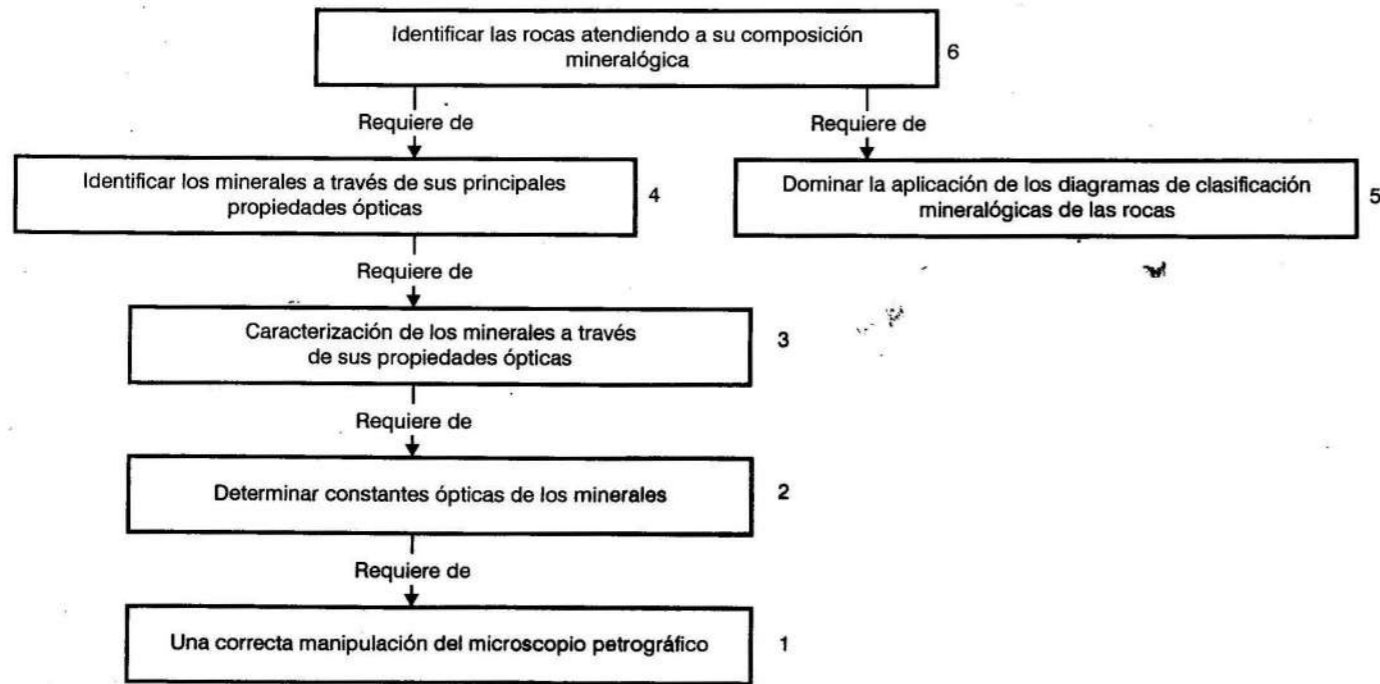 Identificar las rocas atendiendo a su composición
mineralógica
6
Requiere de
Requiere de
Identificar los minerales a través de sus principales
propiedades ópticas
4
Dominar la aplicación de los diagramas de clasificación
mineralógicas de las rocas
5
Requiere de
Caracterización de los minerales a través
de sus propiedades ópticas
3
Requiere de
Determinar constantes ópticas de los minerales
2
Requiere de
Una correcta manipulación del microscopio petrográfico
1